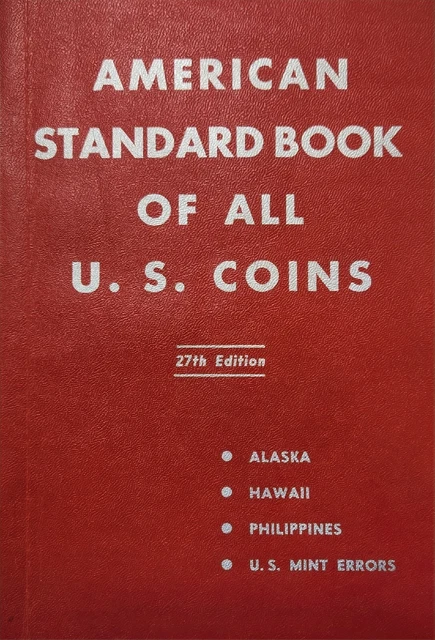 AMERICAN
STANDARD BOOK
OF ALL
U. S. COINS
27th Edition
ALASKA
HAWAII
PHILIPPINES
U. S. MINT ERRORS